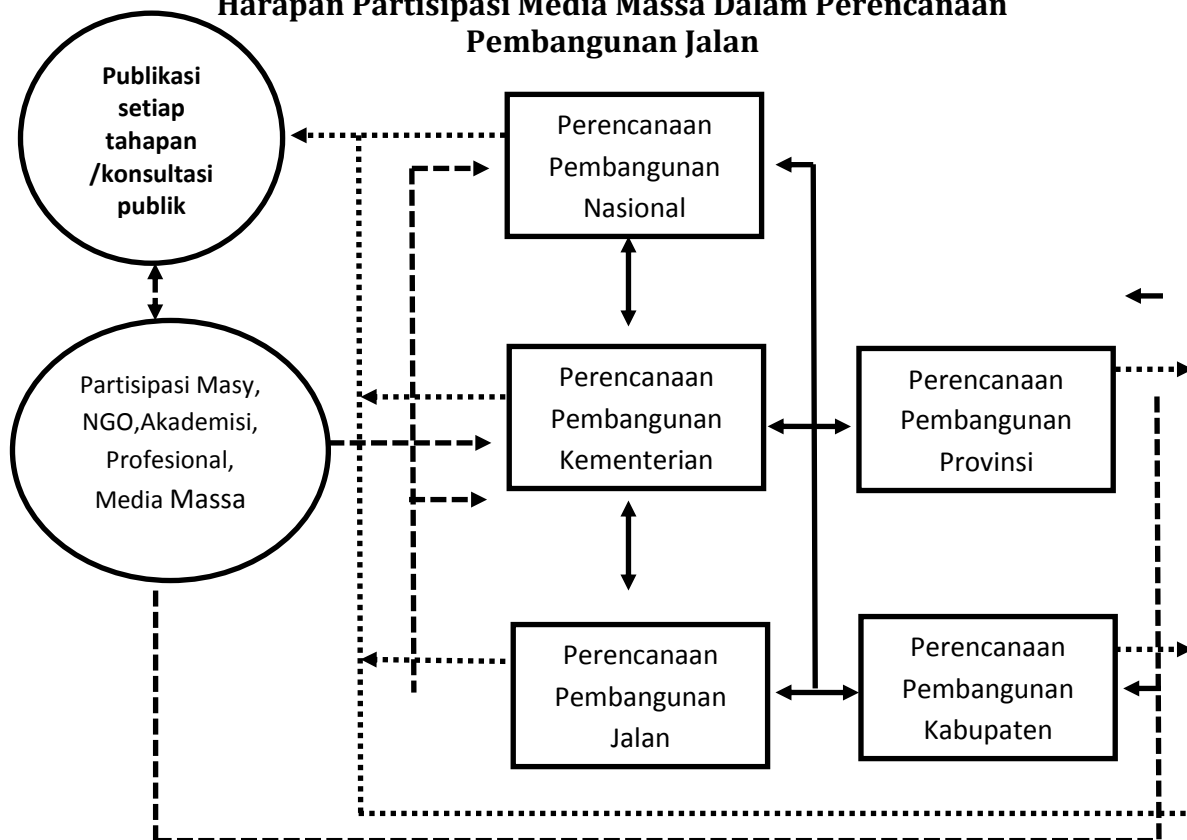 Harapan Partisipasi Media Massa Dalam Perencanaan
Pembangunan Jalan
Publikasi
setiap
tahapan
/konsultasi
publik
Perencanaan
Pembangunan
Nasional
Partisipasi Masy,
NGO,Akademisi,
Profesional,
Media Massa
Perencanaan
Pembangunan
Kementerian
Perencanaan
Pembangunan
Provinsi
Perencanaan
Pembangunan
Jalan
Perencanaan
Pembangunan
Kabupaten